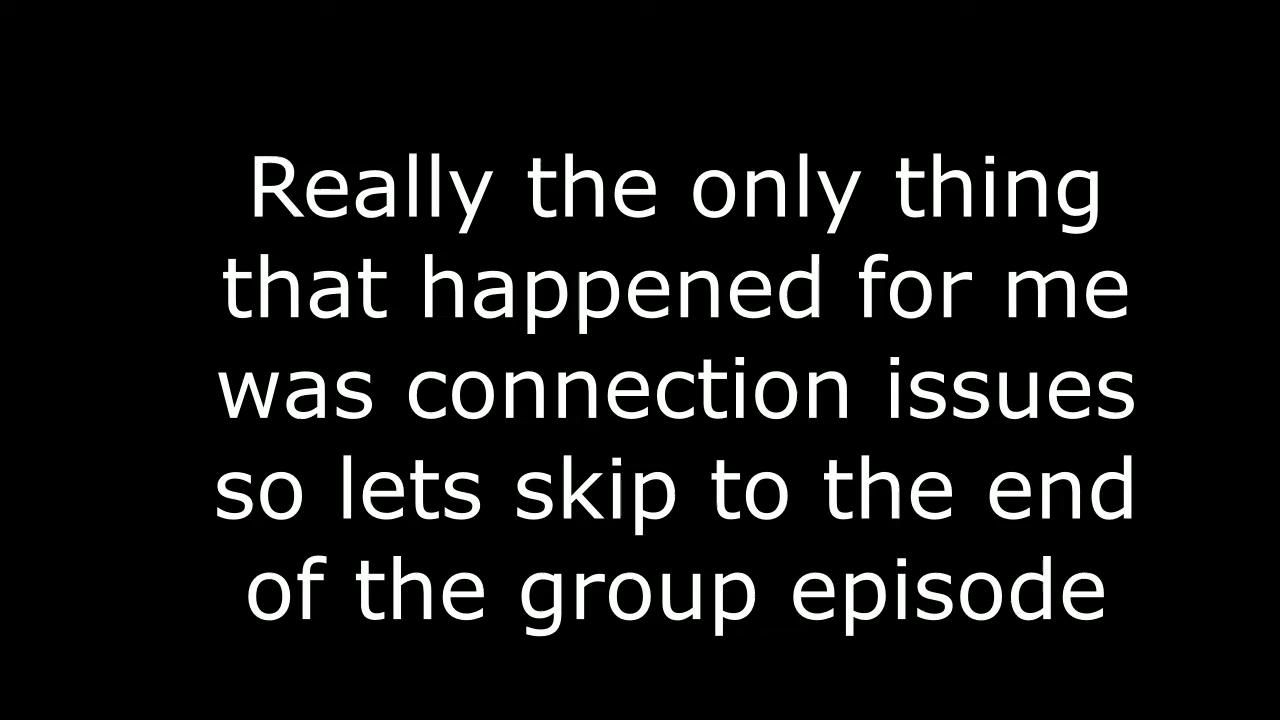 Really the only thing
that happened for me
was connection issues
so lets skip to the end
of the group episode